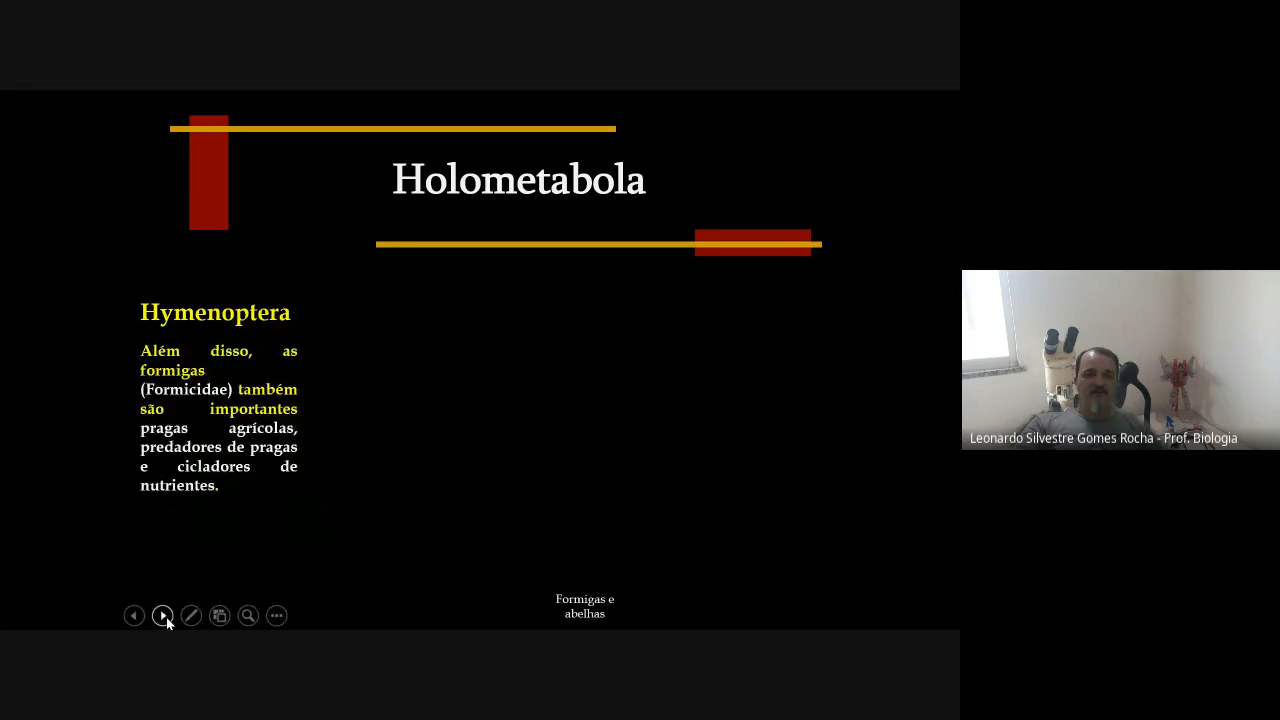 Holometabola
Hymenoptera
Além disso, as
formigas
(Formicidae) também
são importantes
pragas agrícolas,
predadores de pragas
e cicladores de
nutrientes.
Formigas e
abelhas
Leonardo Silvestre Gomes Rocha - Prof. Biologia